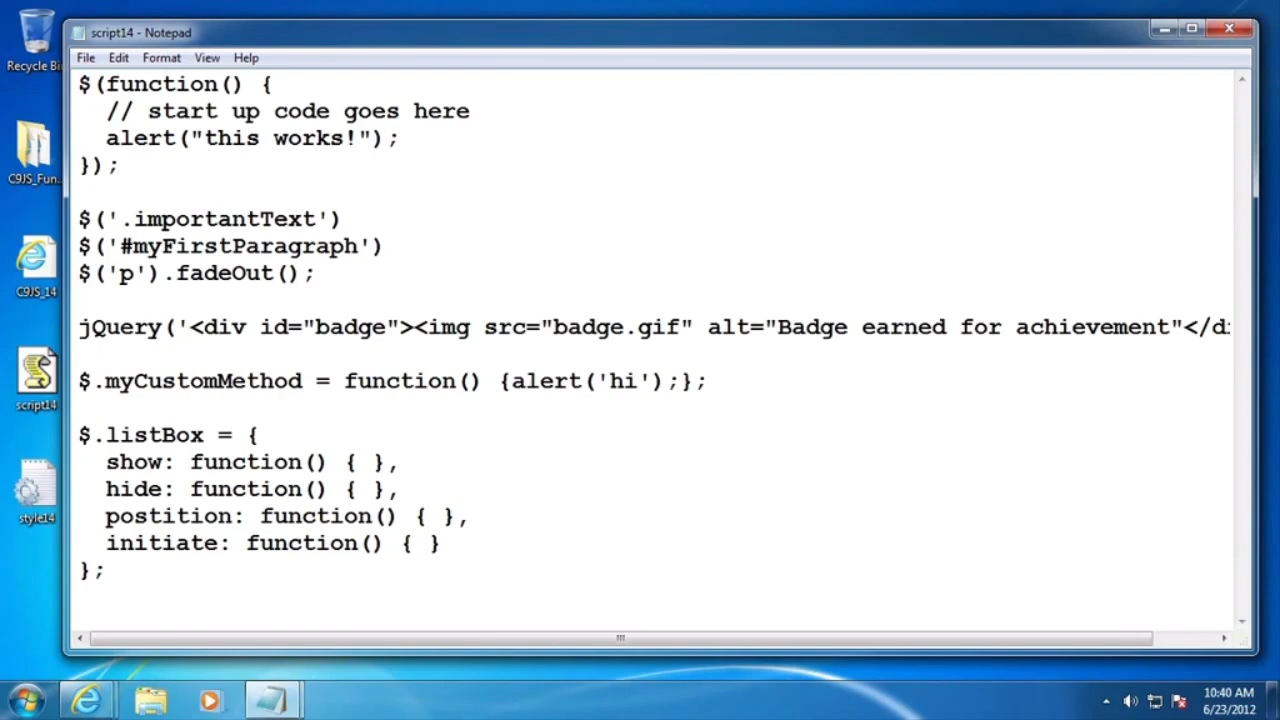 Recycle Bi
C9JS_Fun...
C9JS_14
script14
style14
script14 - Notepad
File Edit Format View Help
$(function() {
  // start up code goes here
  alert("this works!");
});
$('.importantText')
$('#myFirstParagraph')
$('p').fadeOut();
jQuery('<div id="badge"><img src="badge.gif" alt="Badge earned for achievement"</di
$.myCustomMethod = function() {alert('hi');};
$.listBox = {
  show: function() { },
  hide: function() { },
  postition: function() { },
  initiate: function() { }
};
10:40 AM
6/23/2012